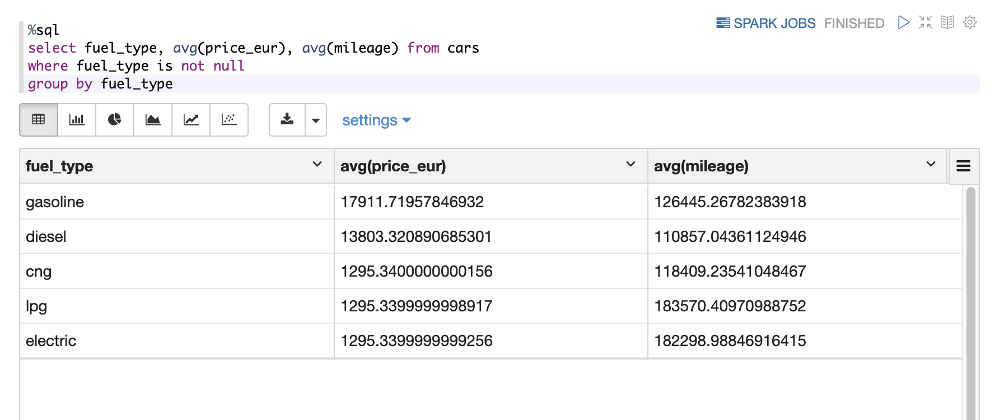 %sql
select fuel_type, avg(price_eur), avg(mileage) from cars
where fuel_type is not null
group by fuel_type
SPARK JOBS FINISHED
settings
fuel_type avg(price_eur) avg(mileage)
gasoline 17911.71957846932 126445.26782383918
diesel 13803.320890685301 110857.04361124946
cng 1295.3400000000156 118409.23541048467
lpg 1295.3399999998917 183570.40970988752
electric 1295.3399999999256 182298.98846916415